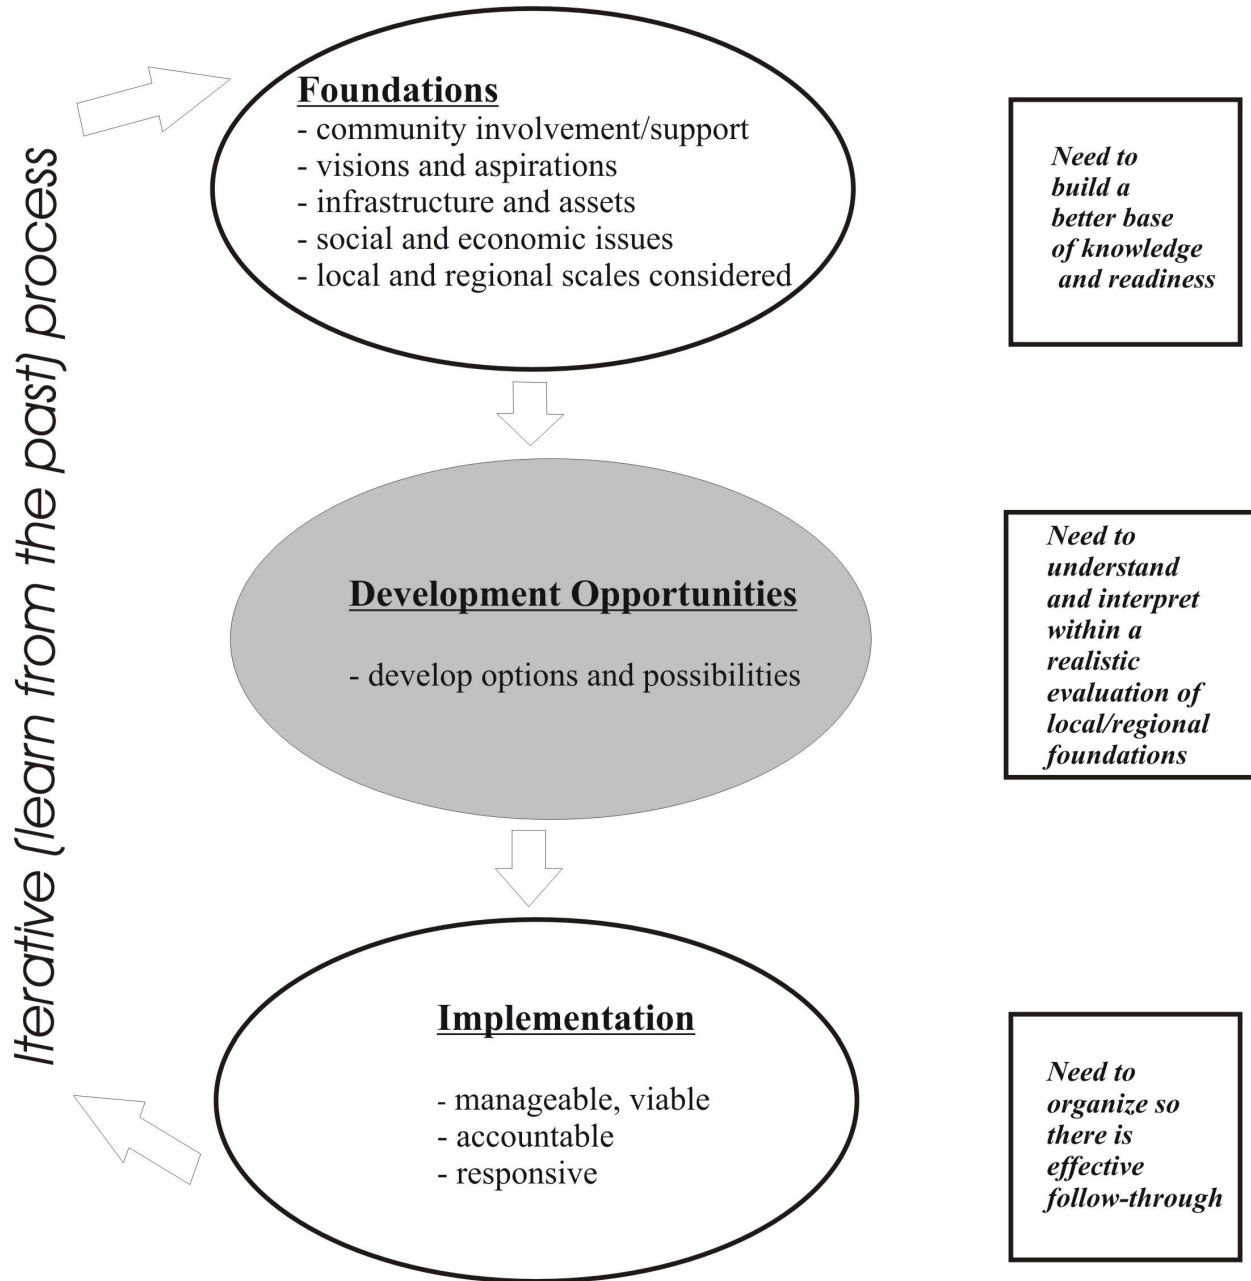 Iterative (learn from the past) process
Foundations
- community involvement/support
- visions and aspirations
- infrastructure and assets
- social and economic issues
- local and regional scales considered
Need to
build a
better base
of knowledge
and readiness
Development Opportunities
- develop options and possibilities
Need to
understand
and interpret
within a
realistic
evaluation of
local/regional
foundations
Implementation
- manageable, viable
- accountable
- responsive
Need to
organize so
there is
effective
follow-through